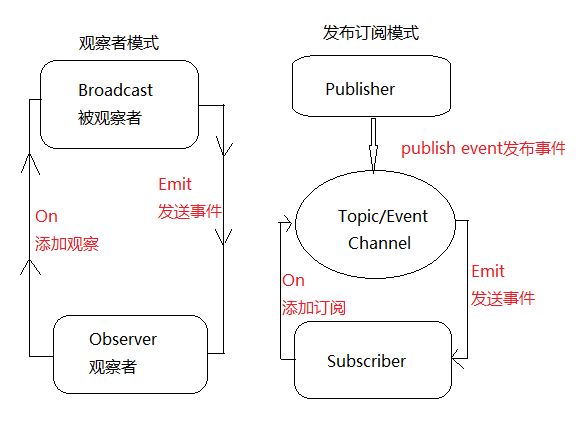 观察者模式
Broadcast
被观察者
Emit
发送事件
On
添加观察
Observer
观察者
发布订阅模式
Publisher
publish event发布事件
Topic/Event
Channel
On
添加订阅
Emit
发送事件
Subscriber